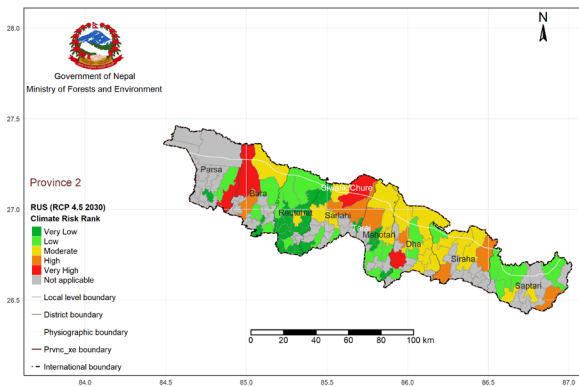 28.0
27.5
27.0
26.5
N
Government of Nepal
Ministry of Forests and Environment
Province 2
RUS (RCP 4.5 2030)
Climate Risk Rank
Very Low
Low
Moderate
High
Very High
Not applicable
Local level boundary
District boundary
Physiographic boundary
Prvnc_xe boundary
International boundary
Parsa
Bara
Rautahat
Sarlahi
Siwalik/Chure
Mahotari
Dha
Siraha
Saptari
0 20 40 60 80 100 km
84.0 84.5 85.0 85.5 86.0 86.5 87.0